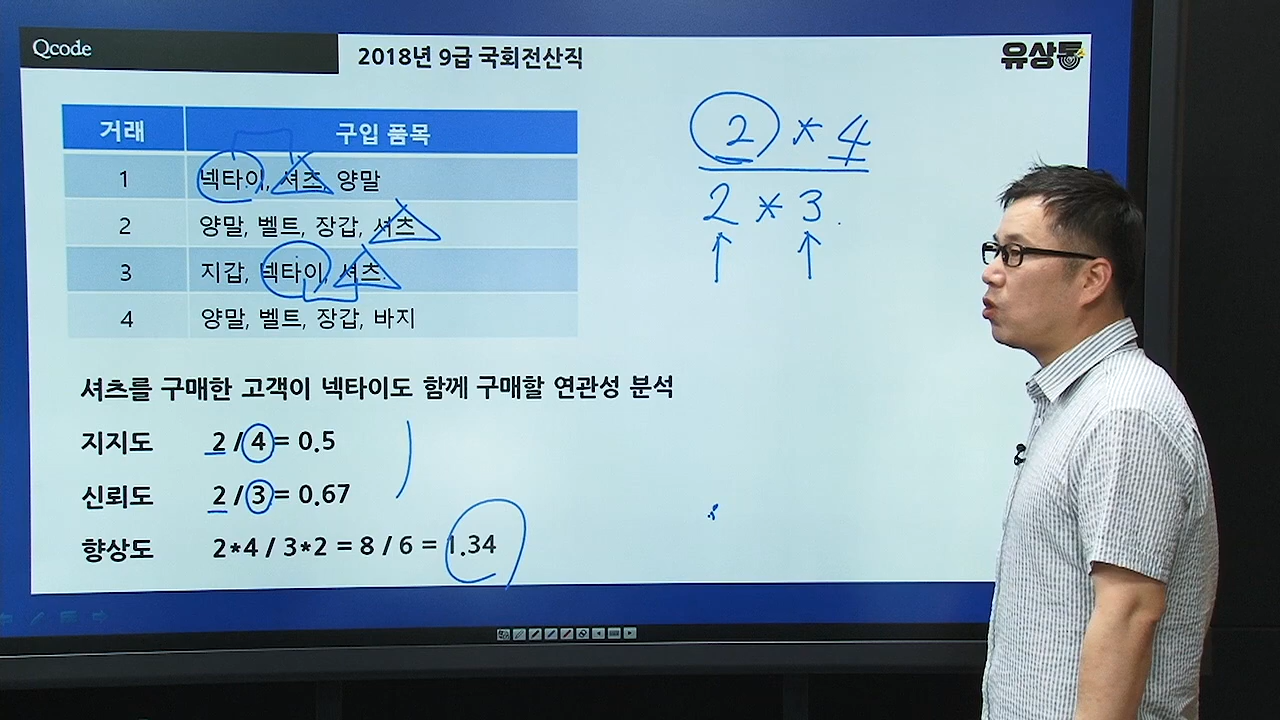 Qcode
2018년 9급 국회전산직
유상통
거래 구입 품목
1 넥타이, 셔츠, 양말
2 양말, 벨트, 장갑, 셔츠
3 지갑, 넥타이, 셔츠
4 양말, 벨트, 장갑, 바지
2 * 4
2 * 3
셔츠를 구매한 고객이 넥타이도 함께 구매할 연관성 분석
지지도 2 / 4 = 0.5
신뢰도 2 / 3 = 0.67
향상도 2*4 / 3*2 = 8 / 6 = 1.34